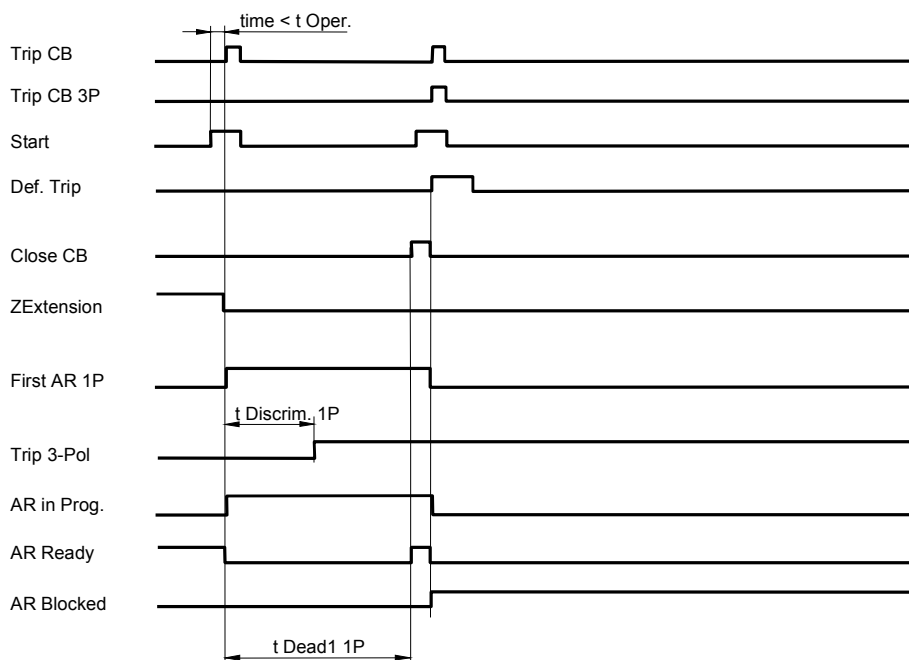 time < t Oper.
Trip CB
Trip CB 3P
Start
Def. Trip
Close CB
ZExtension
First AR 1P
t Discrim. 1P
Trip 3-Pol
AR in Prog.
AR Ready
AR Blocked
t Dead1 1P